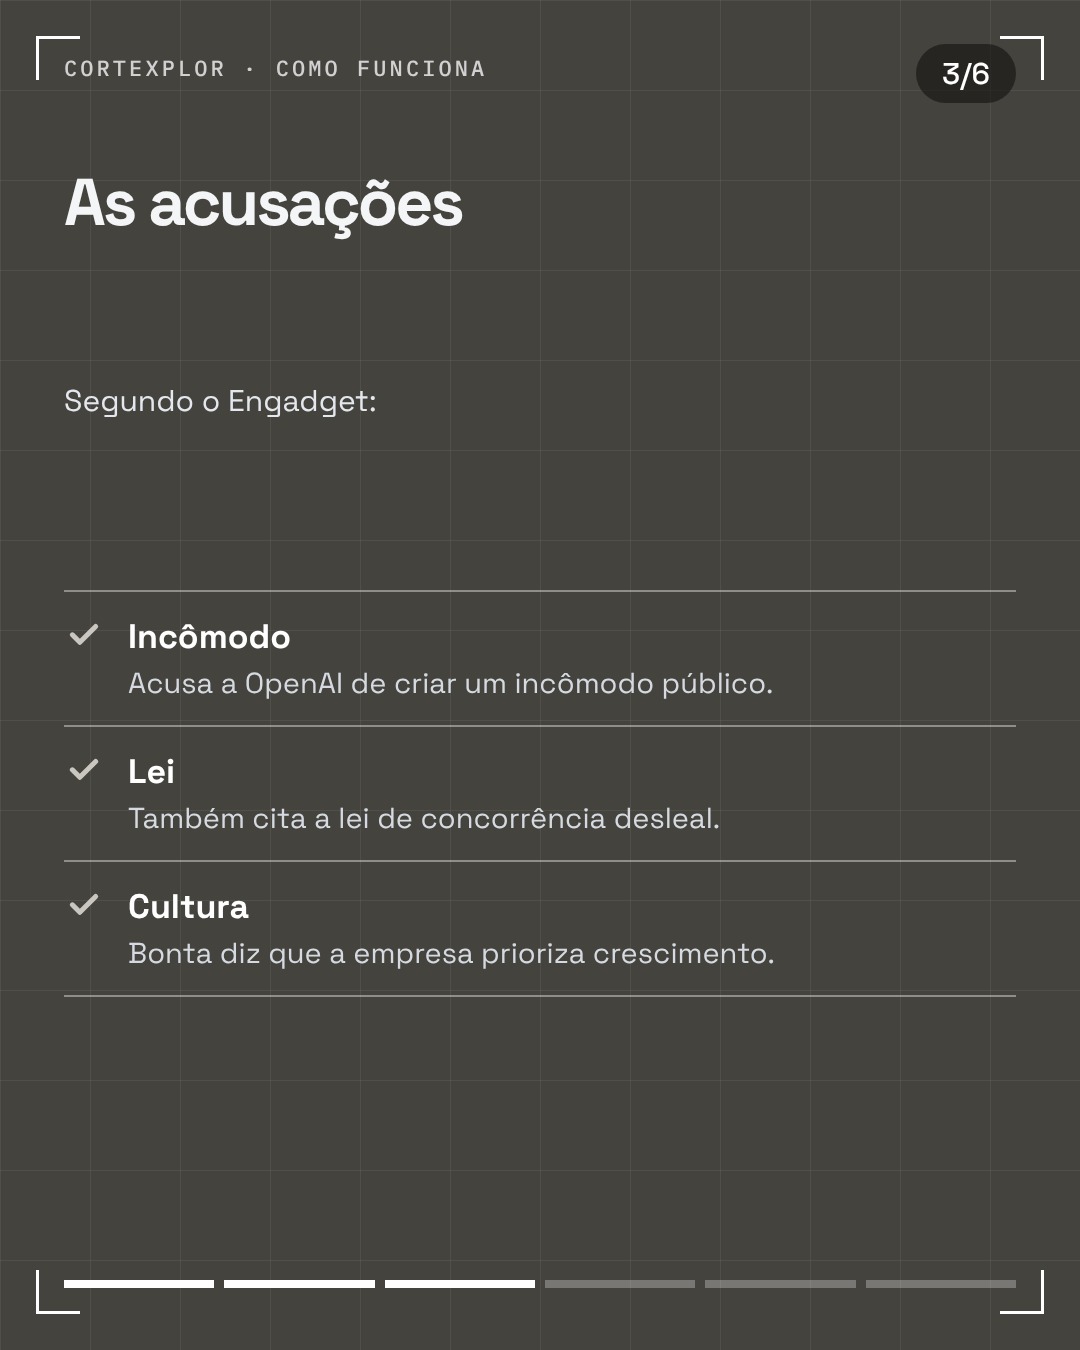 CORTEXPLOR · COMO FUNCIONA
3/6
As acusações
Segundo o Engadget:
Incômodo
Acusa a OpenAI de criar um incômodo público.
Lei
Também cita a lei de concorrência desleal.
Cultura
Bonta diz que a empresa prioriza crescimento.